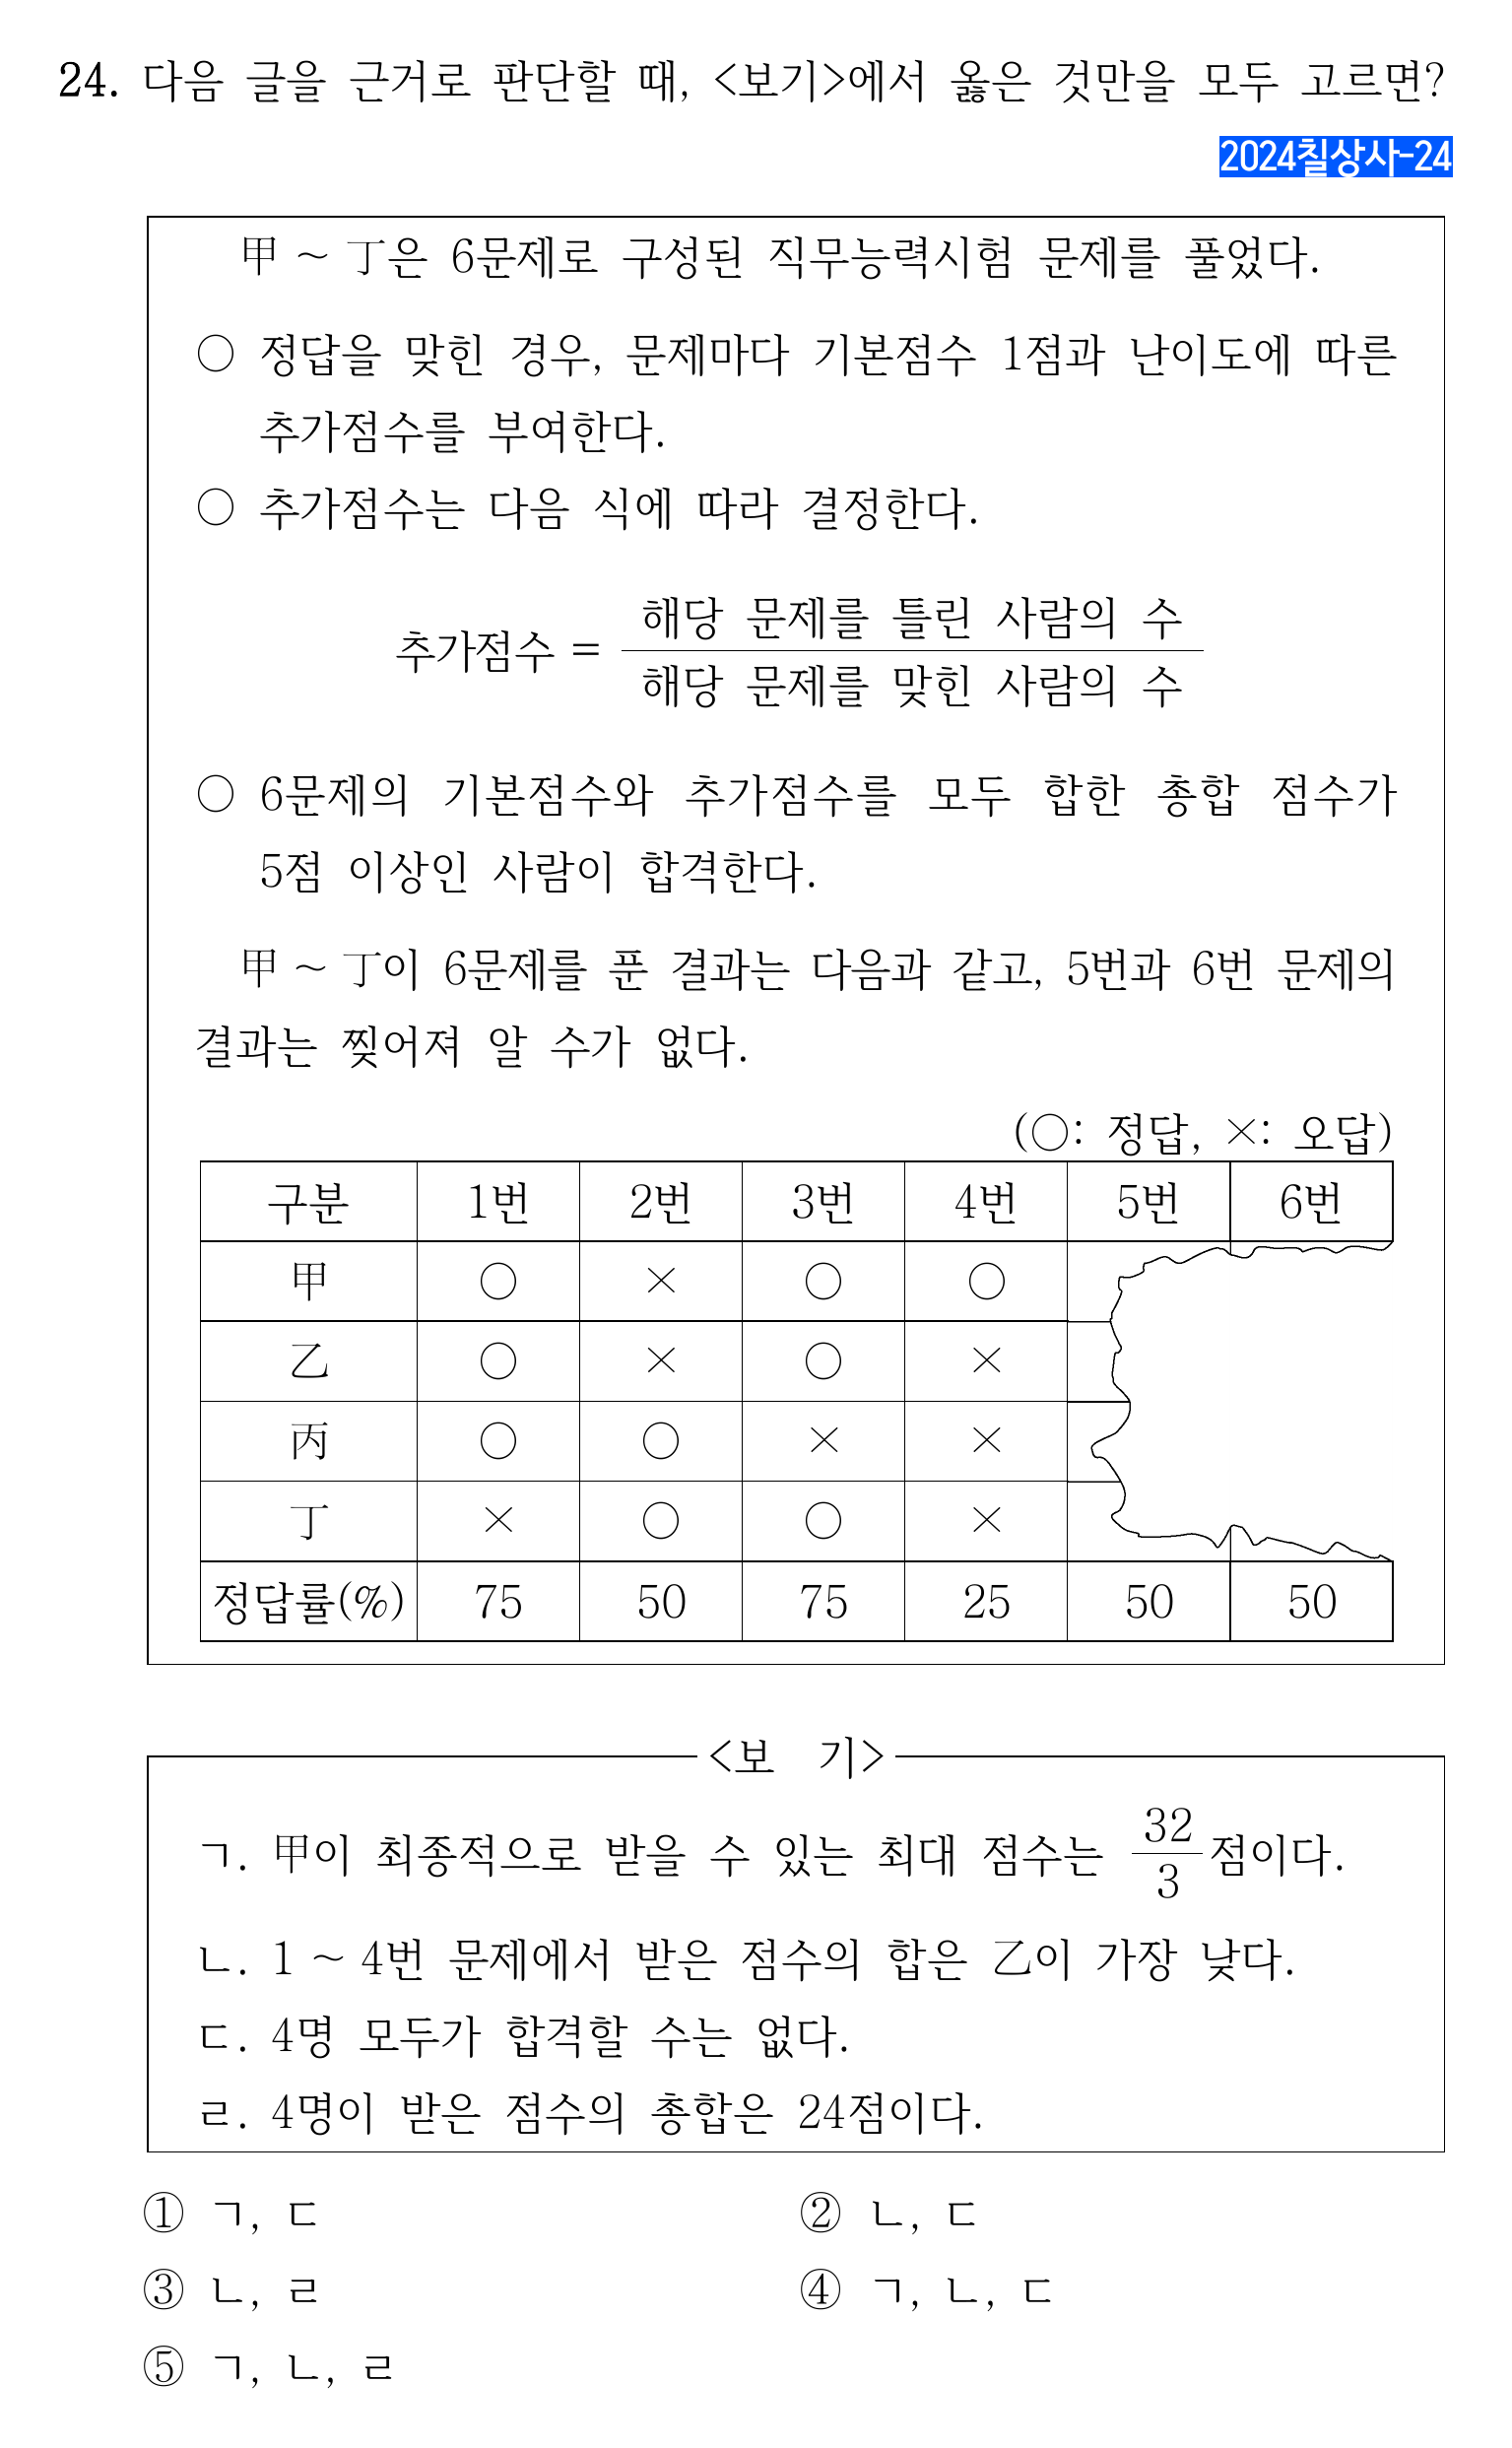 24. 다음 글을 근거로 판단할 때, <보기>에서 옳은 것만을 모두 고르면?
2024칠상사-24
甲 ~ 丁은 6문제로 구성된 직무능력시험 문제를 풀었다.
○ 정답을 맞힌 경우, 문제마다 기본점수 1점과 난이도에 따른
추가점수를 부여한다.
○ 추가점수는 다음 식에 따라 결정한다.
추가점수 = 해당 문제를 틀린 사람의 수 / 해당 문제를 맞힌 사람의 수
○ 6문제의 기본점수와 추가점수를 모두 합한 총합 점수가
5점 이상인 사람이 합격한다.
甲 ~ 丁이 6문제를 푼 결과는 다음과 같고, 5번과 6번 문제의
결과는 찢어져 알 수가 없다.
(○: 정답, ×: 오답)
구분 1번 2번 3번 4번 5번 6번
甲 ○ × ○ ○
乙 ○ × ○ ×
丙 ○ ○ × ×
丁 × ○ ○ ×
정답률(%) 75 50 75 25 50 50
<보 기>
ㄱ. 甲이 최종적으로 받을 수 있는 최대 점수는 32/3점이다.
ㄴ. 1 ~ 4번 문제에서 받은 점수의 합은 乙이 가장 낮다.
ㄷ. 4명 모두가 합격할 수는 없다.
ㄹ. 4명이 받은 점수의 총합은 24점이다.
① ㄱ, ㄷ ② ㄴ, ㄷ
③ ㄴ, ㄹ ④ ㄱ, ㄴ, ㄷ
⑤ ㄱ, ㄴ, ㄹ